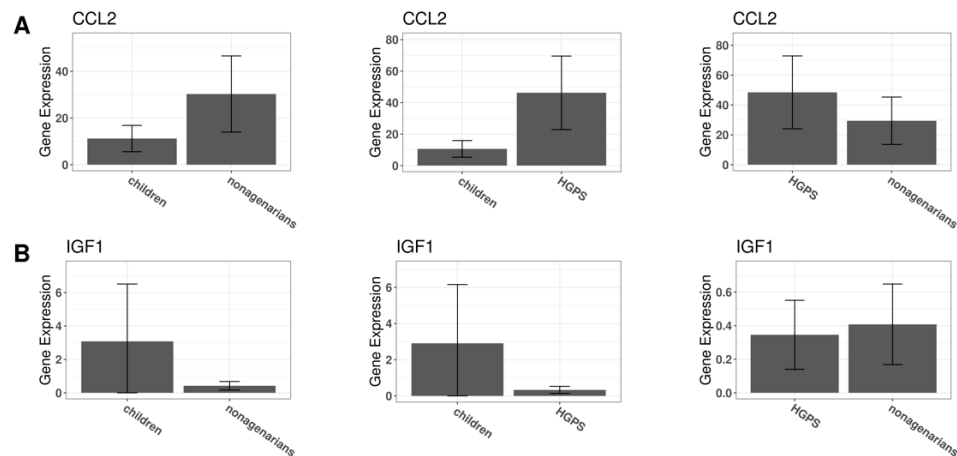 A
CCL2
Gene Expression
40
20
0
children
nonagenarians
CCL2
Gene Expression
80
60
40
20
0
children
HGPS
CCL2
Gene Expression
80
60
40
20
0
HGPS
nonagenarians
B
IGF1
Gene Expression
6
4
2
0
children
nonagenarians
IGF1
Gene Expression
6
4
2
0
children
HGPS
IGF1
Gene Expression
0.6
0.4
0.2
0.0
HGPS
nonagenarians